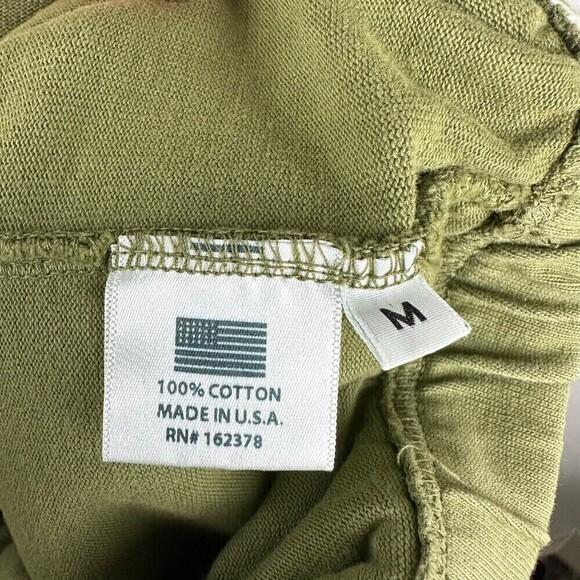 100% COTTON
MADE IN U.S.A.
RN# 162378
M